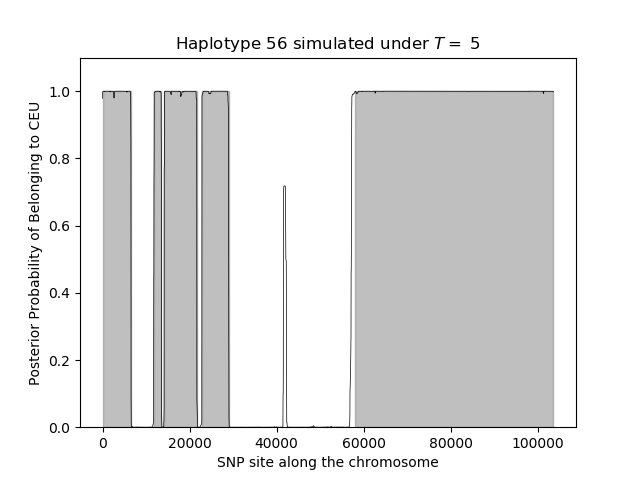 Haplotype 56 simulated under T = 5
Posterior Probability of Belonging to CEU
1.0
0.8
0.6
0.4
0.2
0.0
0 20000 40000 60000 80000 100000
SNP site along the chromosome